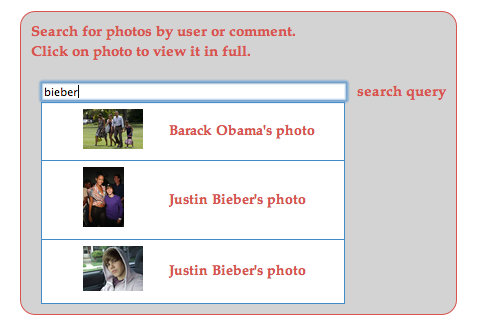 Search for photos by user or comment.
Click on photo to view it in full.
bieber
search query
Barack Obama's photo
Justin Bieber's photo
Justin Bieber's photo